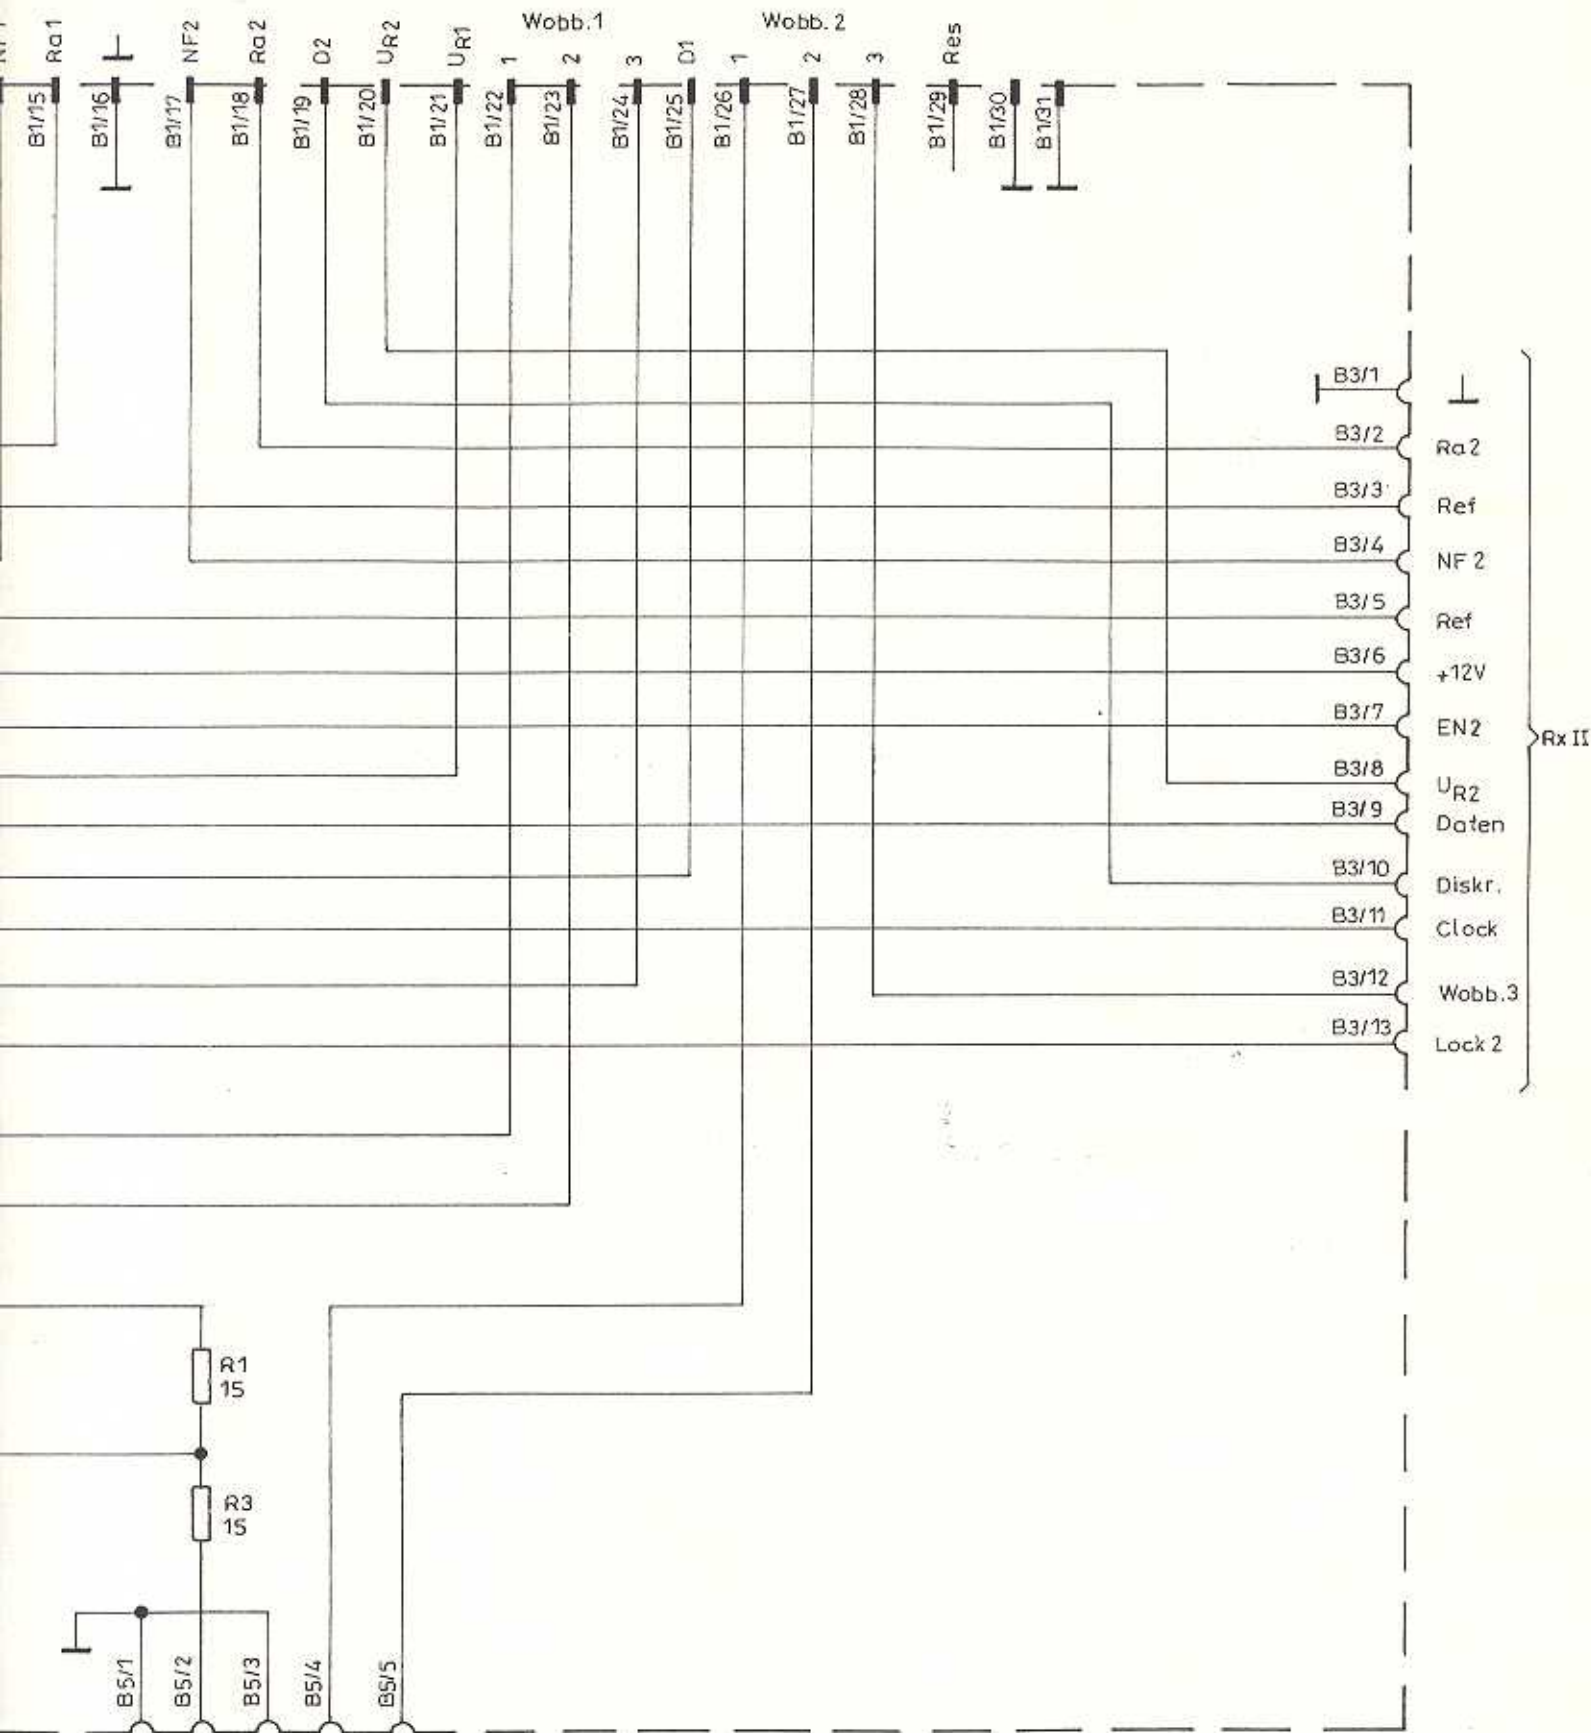 Wobb.1
Wobb. 2
Ra1
NF2
Ra2
D2
UR2
UR1
1
2
3
D1
1
2
3
Res
B1/15
B1/16
B1/17
B1/18
B1/19
B1/20
B1/21
B1/22
B1/23
B1/24
B1/25
B1/26
B1/27
B1/28
B1/29
B1/30
B1/31
B3/1
B3/2
Ra2
B3/3
Ref
B3/4
NF 2
B3/5
Ref
B3/6
+12V
B3/7
EN2
Rx II
B3/8
UR2
B3/9
Daten
B3/10
Diskr.
B3/11
Clock
B3/12
Wobb.3
B3/13
Lock 2
R1
15
R3
15
B5/1
B5/2
B5/3
B5/4
B5/5